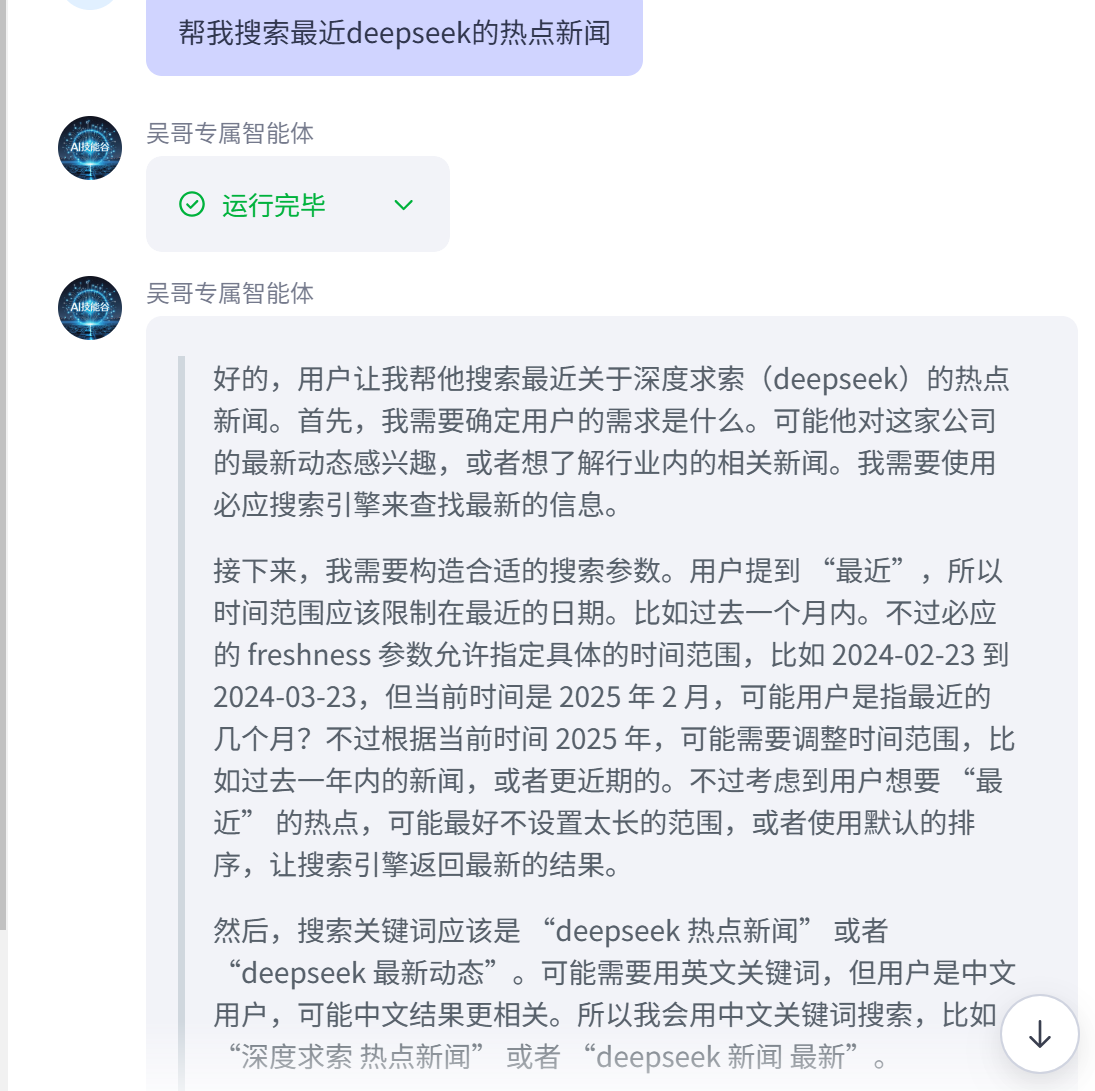 帮我搜索最近deepseek的热点新闻
AI技能谷
吴哥专属智能体
运行完毕
AI技能谷
吴哥专属智能体
好的，用户让我帮他搜索最近关于深度求索（deepseek）的热点
新闻。首先，我需要确定用户的需求是什么。可能他对这家公司
的最新动态感兴趣，或者想了解行业内的相关新闻。我需要使用
必应搜索引擎来查找最新的信息。
接下来，我需要构造合适的搜索参数。用户提到 “最近”，所以
时间范围应该限制在最近的日期。比如过去一个月内。不过必应
的 freshness 参数允许指定具体的时间范围，比如 2024-02-23 到
2024-03-23，但当前时间是 2025 年 2 月，可能用户是指最近的
几个月？不过根据当前时间 2025 年，可能需要调整时间范围，比
如过去一年内的新闻，或者更近期的。不过考虑到用户想要 “最
近” 的热点，可能最好不设置太长的范围，或者使用默认的排
序，让搜索引擎返回最新的结果。
然后，搜索关键词应该是 “deepseek 热点新闻” 或者
“deepseek 最新动态”。可能需要用英文关键词，但用户是中文
用户，可能中文结果更相关。所以我会用中文关键词搜索，比如
“深度求索 热点新闻” 或者 “deepseek 新闻 最新”。